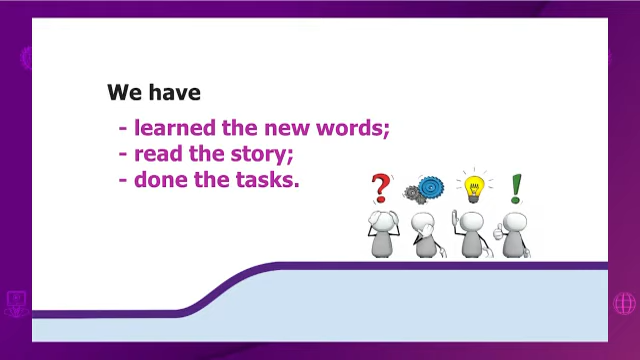 We have
- learned the new words;
- read the story;
- done the tasks.